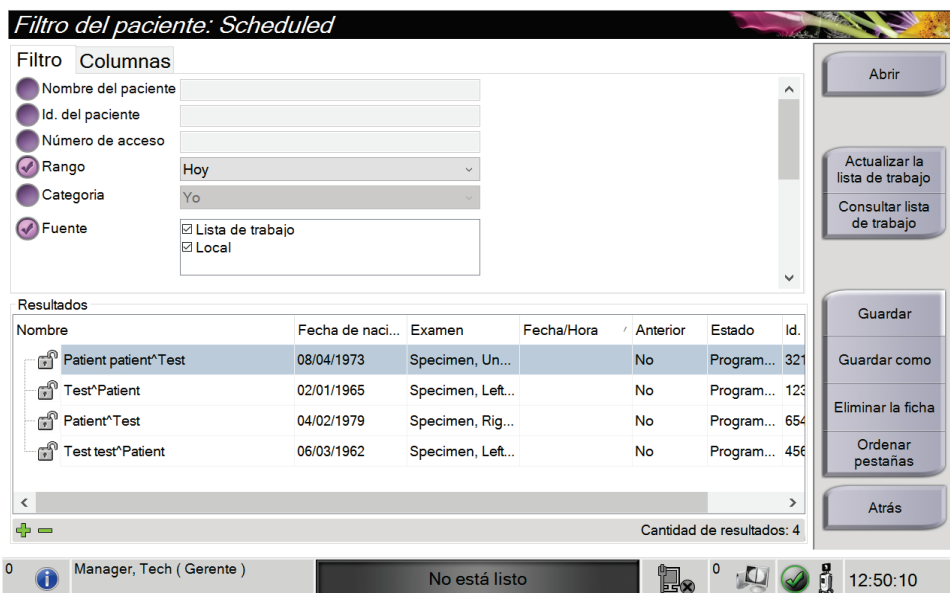 Filtro del paciente: Scheduled
Filtro Columnas
Nombre del paciente
Id. del paciente
Número de acceso
Rango Hoy
Categoria Yo
Fuente Lista de trabajo
Local
Abrir
Actualizar la
lista de trabajo
Consultar lista
de trabajo
Guardar
Guardar como
Eliminar la ficha
Ordenar
pestañas
Atrás
Resultados
Nombre Fecha de naci... Examen Fecha/Hora Anterior Estado Id.
Patient patient^Test 08/04/1973 Specimen, Un... No Program... 321
Test^Patient 02/01/1965 Specimen, Left... No Program... 123
Patient^Test 04/02/1979 Specimen, Rig... No Program... 654
Test test^Patient 06/03/1962 Specimen, Left... No Program... 456
Cantidad de resultados: 4
0 Manager, Tech ( Gerente ) No está listo 0 12:50:10